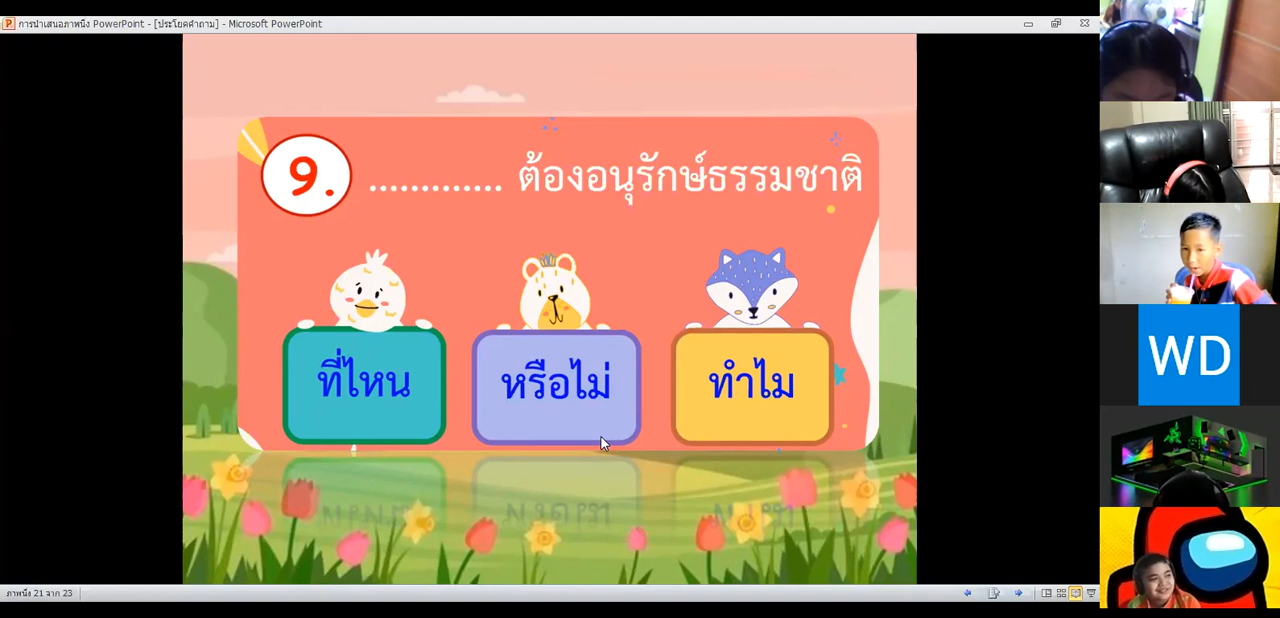 การนำเสนอภาพนิ่ง PowerPoint - [ประโยคคำถาม] - Microsoft PowerPoint
9. ............. ต้องอนุรักษ์ธรรมชาติ
ที่ไหน
หรือไม่
ทำไม
WD
ภาพนิ่ง 21 จาก 23